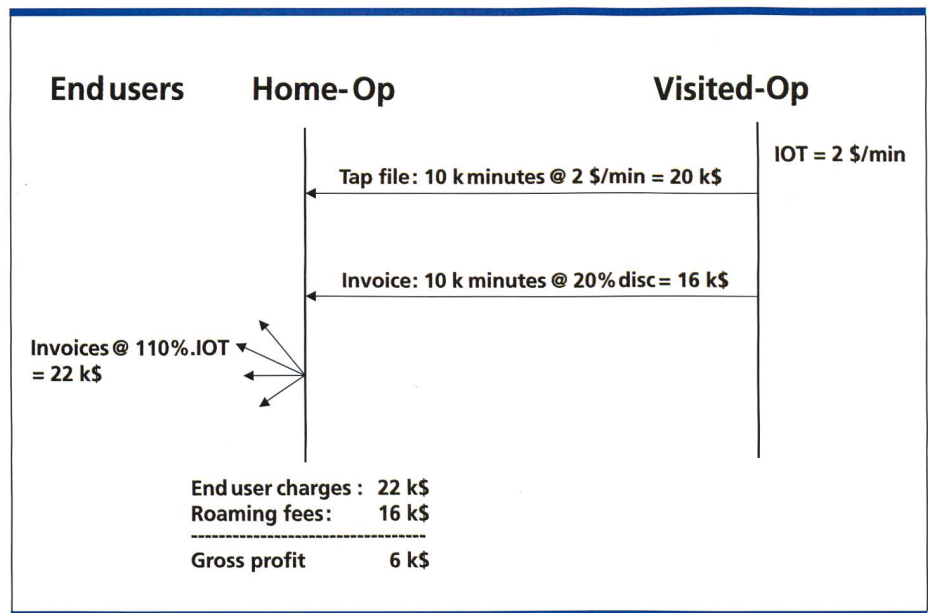 End users Home-Op Visited-Op
IOT = 2 $/min
Tap file: 10 k minutes @ 2 $/min = 20 k$
Invoice: 10 k minutes @ 20% disc = 16 k$
Invoices @ 110%.IOT
= 22 k$
End user charges : 22 k$
Roaming fees: 16 k$
-----------------------------------
Gross profit 6 k$